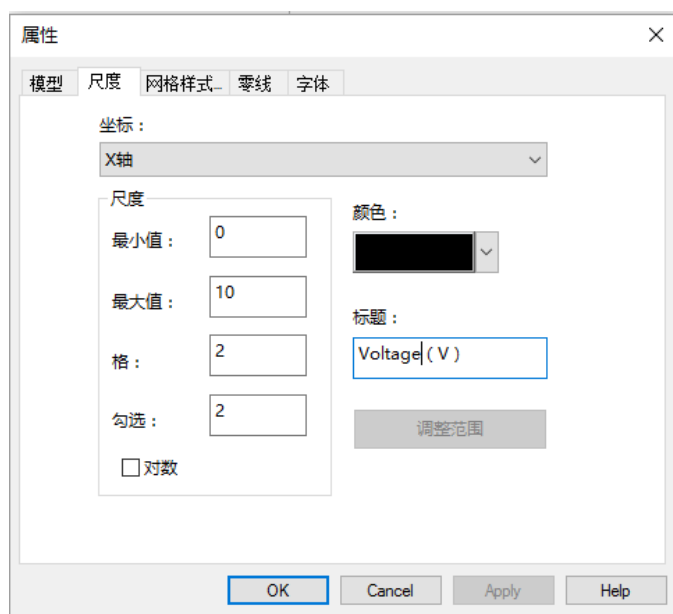 属性
模型 尺度 网格样式... 零线 字体
坐标：
X轴
尺度
最小值： 0
最大值： 10
格： 2
勾选： 2
对数
颜色：
标题：
Voltage（V）
调整范围
OK Cancel Apply Help